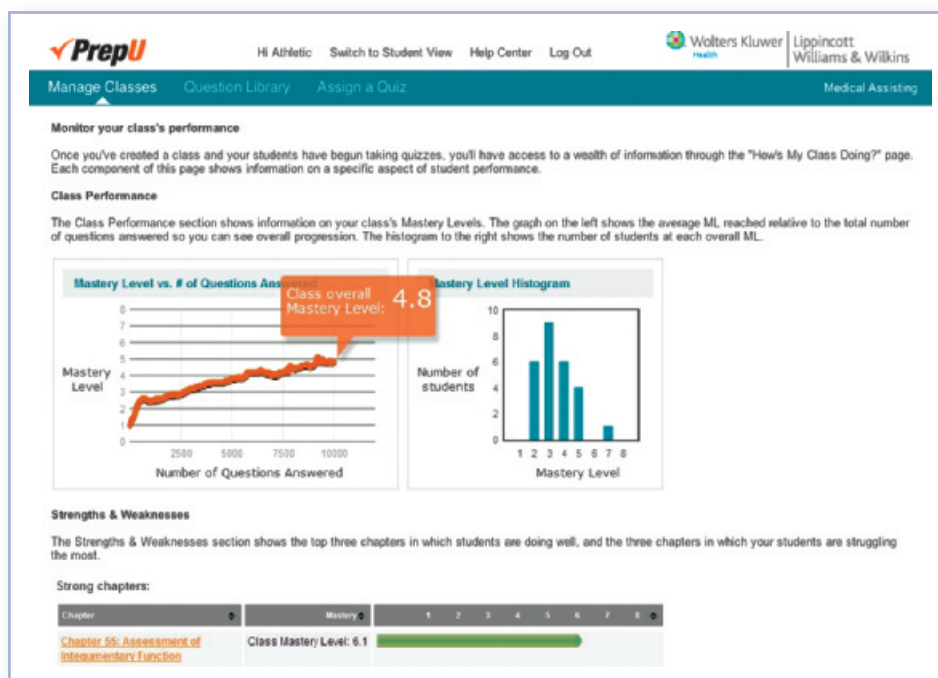 PrepU
Hi Athletic Switch to Student View Help Center Log Out
Wolters Kluwer
Health
Lippincott
Williams & Wilkins
Manage Classes Question Library Assign a Quiz Medical Assisting
Monitor your class's performance
Once you've created a class and your students have begun taking quizzes, you'll have access to a wealth of information through the "How's My Class Doing?" page.
Each component of this page shows information on a specific aspect of student performance.
Class Performance
The Class Performance section shows information on your class's Mastery Levels. The graph on the left shows the average ML reached relative to the total number
of questions answered so you can see overall progression. The histogram to the right shows the number of students at each overall ML.
Mastery Level vs. # of Questions
Class overall
Mastery Level: 4.8
8
7
6
5
4
3
2
1
0
Mastery
Level
2500 5000 7500 10000
Number of Questions Answered
Mastery Level Histogram
10
8
6
4
2
0
Number of
students
1 2 3 4 5 6 7 8
Mastery Level
Strengths & Weaknesses
The Strengths & Weaknesses section shows the top three chapters in which students are doing well, and the three chapters in which your students are struggling
the most.
Strong chapters:
Chapter Mastery 1 2 3 4 5 6 7 8
Chapter 55: Assessment of
Integumentary Function
Class Mastery Level: 6.1